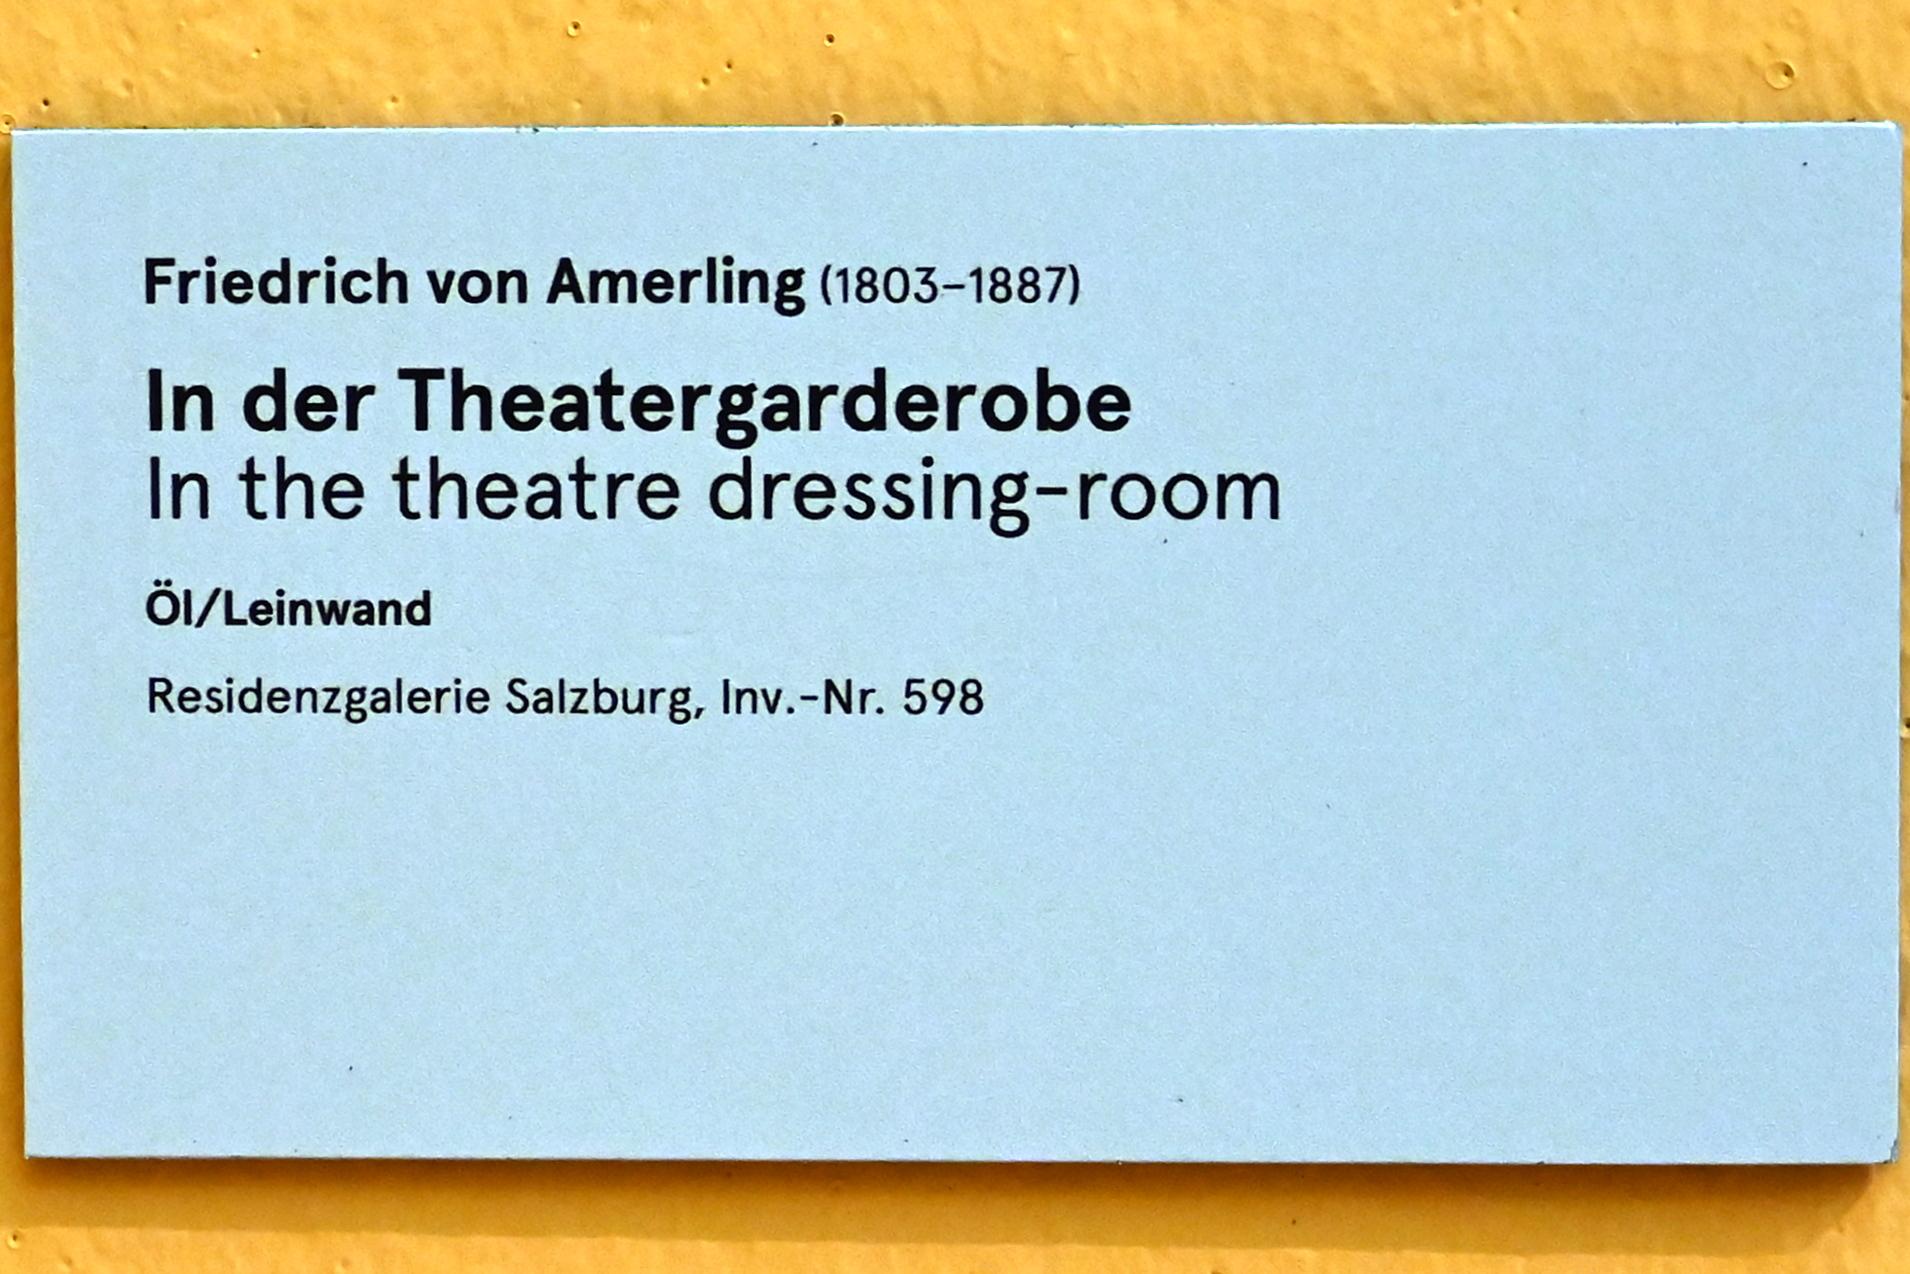 Friedrich von Amerling (1803–1887)
In der Theatergarderobe
In the theatre dressing-room
Öl/Leinwand
Residenzgalerie Salzburg, Inv.-Nr. 598